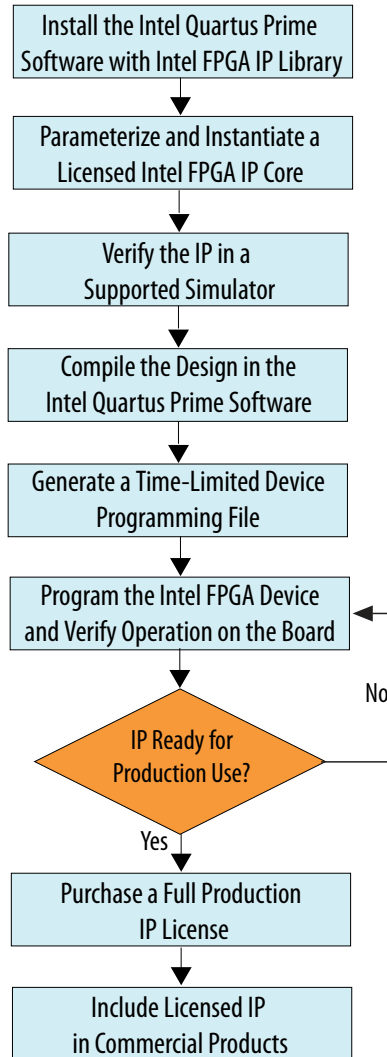 Install the Intel Quartus Prime
Software with Intel FPGA IP Library
Parameterize and Instantiate a
Licensed Intel FPGA IP Core
Verify the IP in a
Supported Simulator
Compile the Design in the
Intel Quartus Prime Software
Generate a Time-Limited Device
Programming File
Program the Intel FPGA Device
and Verify Operation on the Board
No
IP Ready for
Production Use?
Yes
Purchase a Full Production
IP License
Include Licensed IP
in Commercial Products